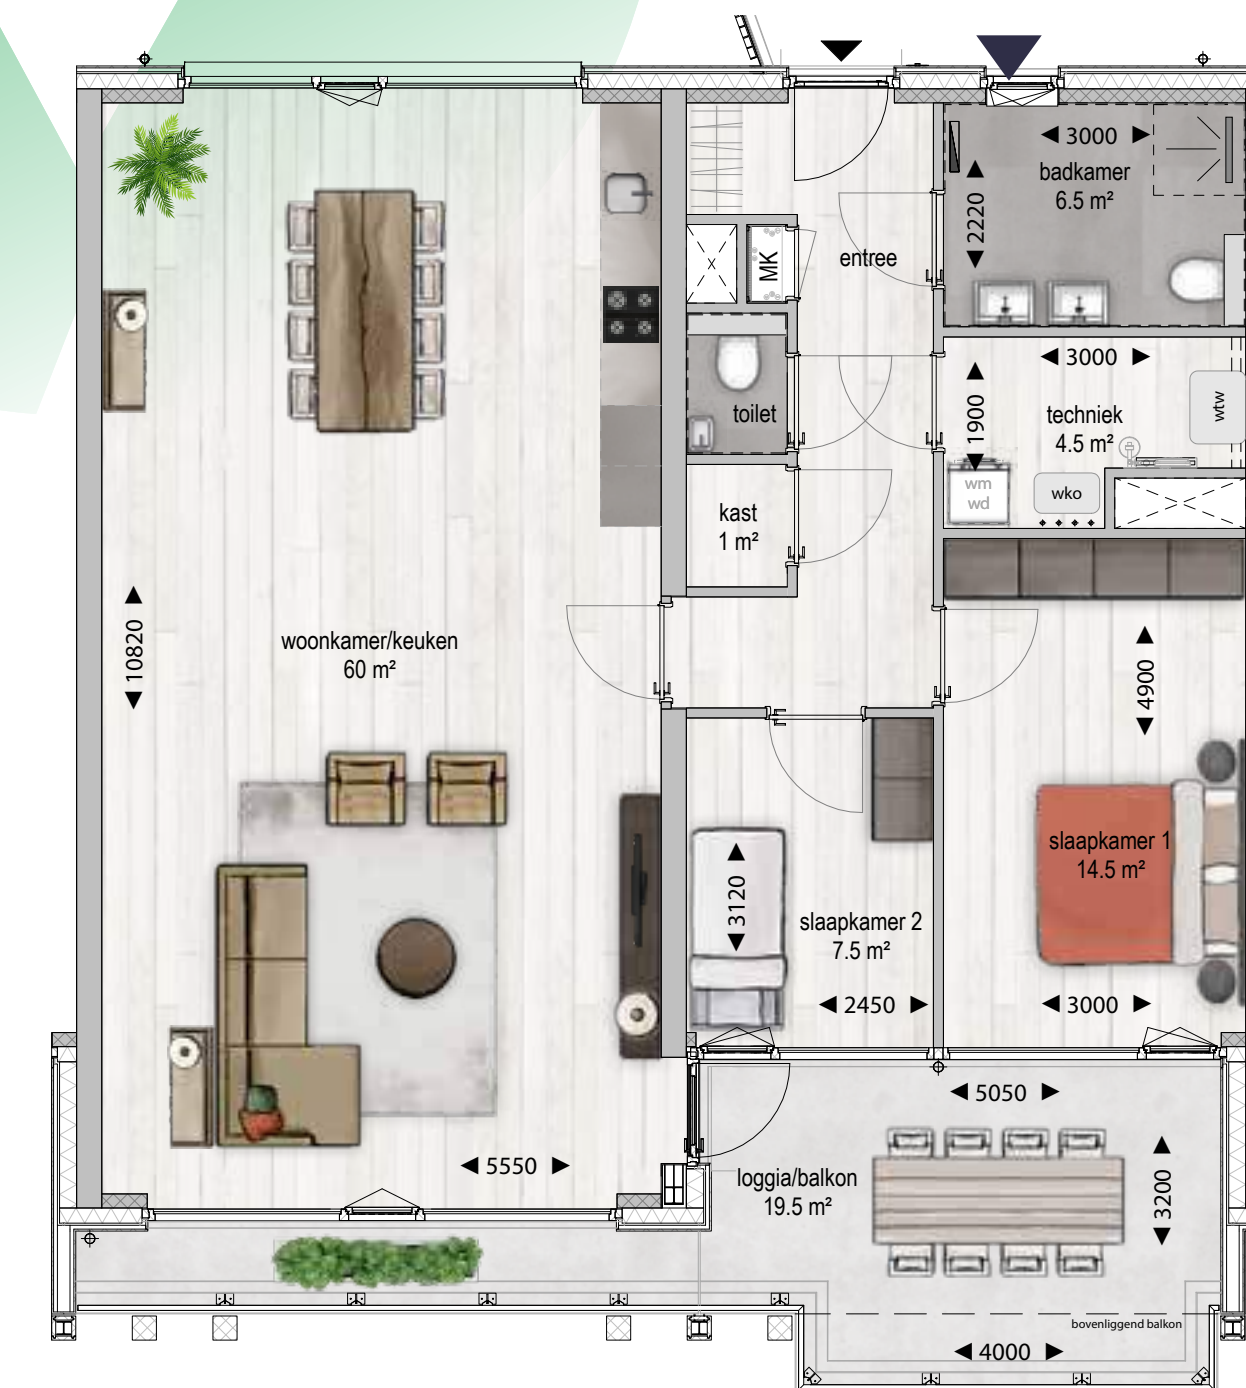 3000
badkamer
6.5 m²
2220
MK
entree
3000
1900
techniek
4.5 m²
wtw
toilet
wm
wd
wko
kast
1 m²
10820
woonkamer/keuken
60 m²
4900
slaapkamer 1
14.5 m²
3120
slaapkamer 2
7.5 m²
2450
3000
5050
5550
loggia/balkon
19.5 m²
3200
bovenliggend balkon
4000